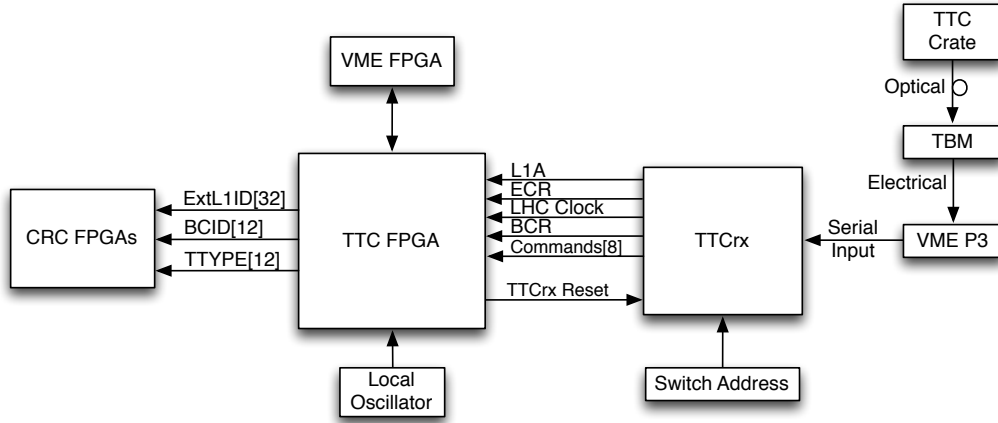 TTC
Crate
VME FPGA
Optical
TBM
L1A
ECR
Electrical
ExtL1ID[32]
LHC Clock
CRC FPGAs
BCID[12]
TTC FPGA
BCR
TTCrx
Serial
Input
VME P3
Commands[8]
TTYPE[12]
TTCrx Reset
Local
Oscillator
Switch Address